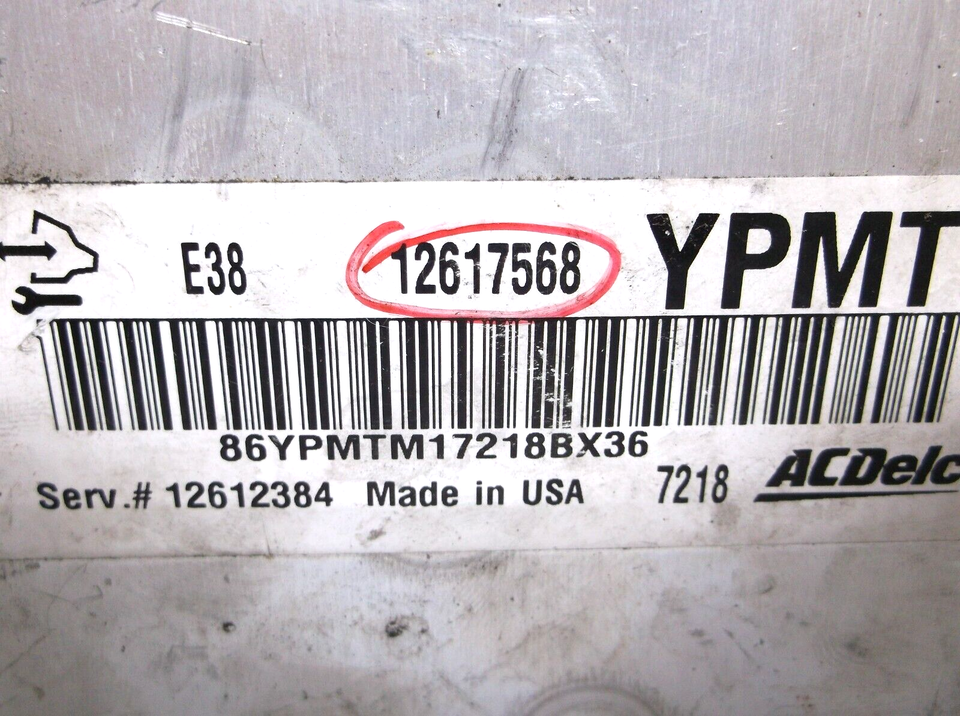 E38 12617568 YPMT
86YPMTM17218BX36
Serv.# 12612384 Made in USA 7218 ACDelc